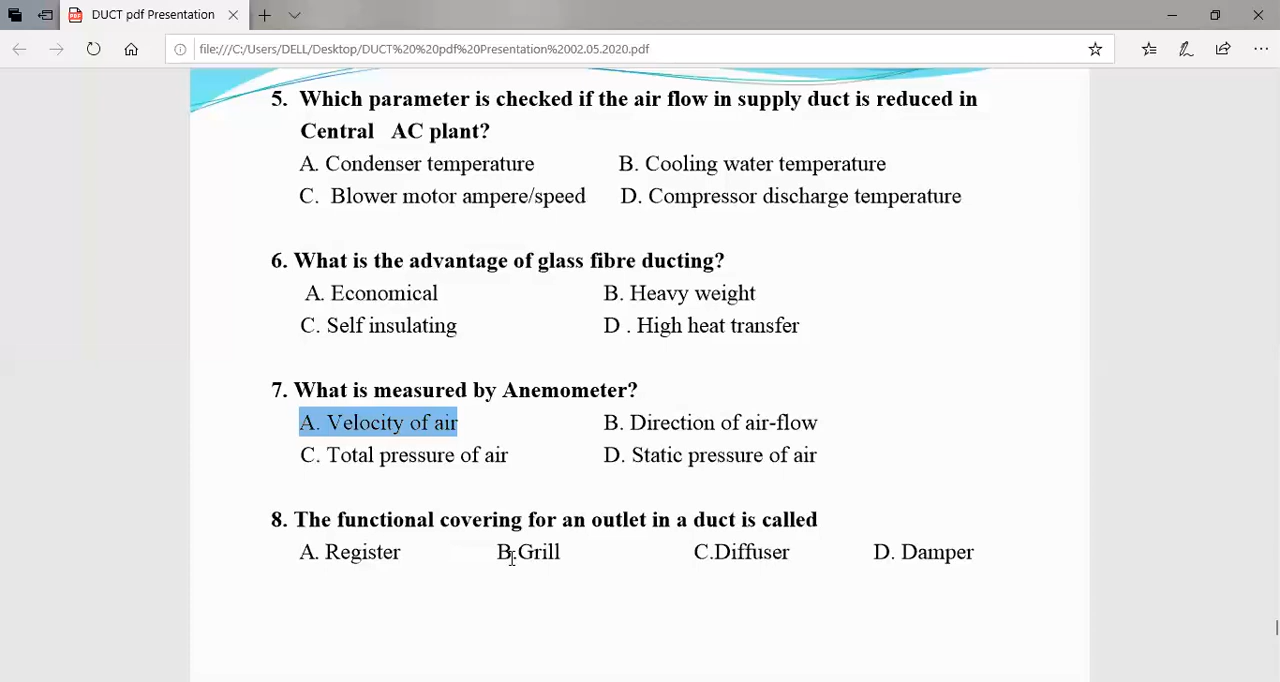 DUCT pdf Presentation
file:///C:/Users/DELL/Desktop/DUCT%20%20pdf%20Presentation%2002.05.2020.pdf
5. Which parameter is checked if the air flow in supply duct is reduced in
Central AC plant?
A. Condenser temperature B. Cooling water temperature
C. Blower motor ampere/speed D. Compressor discharge temperature
6. What is the advantage of glass fibre ducting?
A. Economical B. Heavy weight
C. Self insulating D . High heat transfer
7. What is measured by Anemometer?
A. Velocity of air B. Direction of air-flow
C. Total pressure of air D. Static pressure of air
8. The functional covering for an outlet in a duct is called
A. Register B.Grill C.Diffuser D. Damper